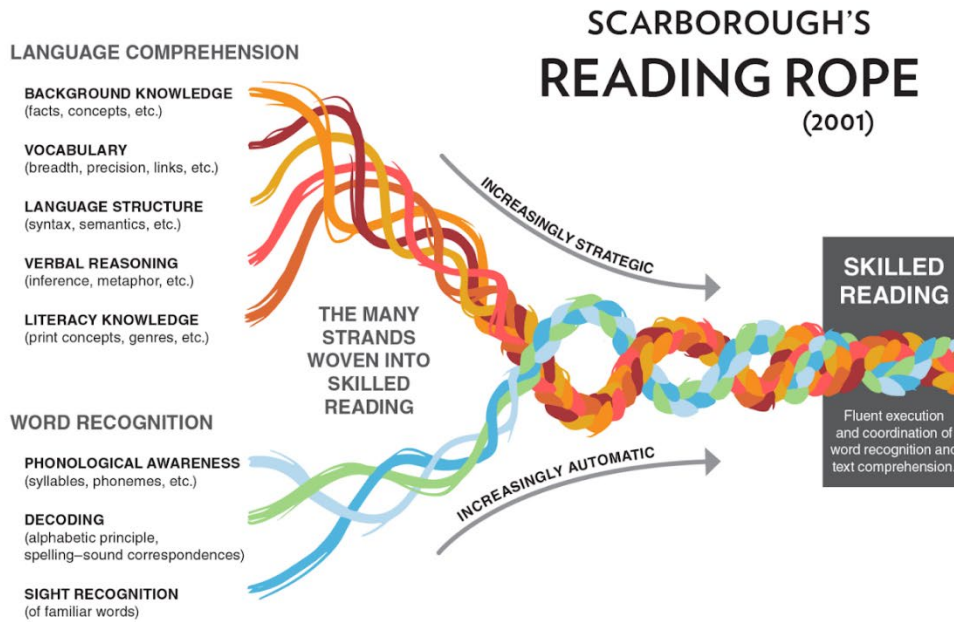 SCARBOROUGH'S
READING ROPE
(2001)
LANGUAGE COMPREHENSION
BACKGROUND KNOWLEDGE
(facts, concepts, etc.)
VOCABULARY
(breadth, precision, links, etc.)
LANGUAGE STRUCTURE
(syntax, semantics, etc.)
VERBAL REASONING
(inference, metaphor, etc.)
LITERACY KNOWLEDGE
(print concepts, genres, etc.)
WORD RECOGNITION
PHONOLOGICAL AWARENESS
(syllables, phonemes, etc.)
DECODING
(alphabetic principle,
spelling–sound correspondences)
SIGHT RECOGNITION
(of familiar words)
THE MANY
STRANDS
WOVEN INTO
SKILLED
READING
INCREASINGLY STRATEGIC
INCREASINGLY AUTOMATIC
SKILLED
READING
Fluent execution
and coordination of
word recognition and
text comprehension.